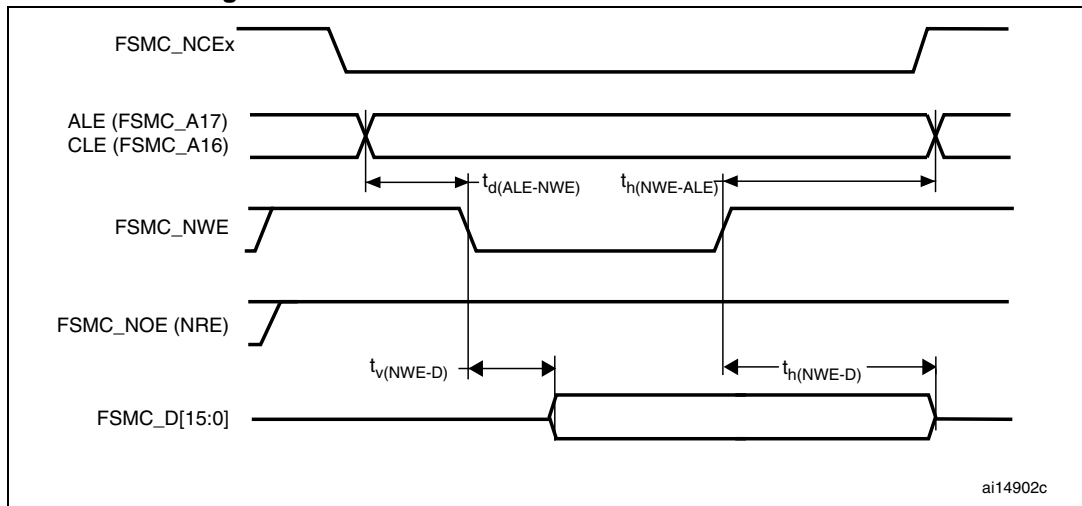 FSMC_NCEx
ALE (FSMC_A17)
CLE (FSMC_A16)
td(ALE-NWE)
th(NWE-ALE)
FSMC_NWE
FSMC_NOE (NRE)
tv(NWE-D)
th(NWE-D)
FSMC_D[15:0]
ai14902c